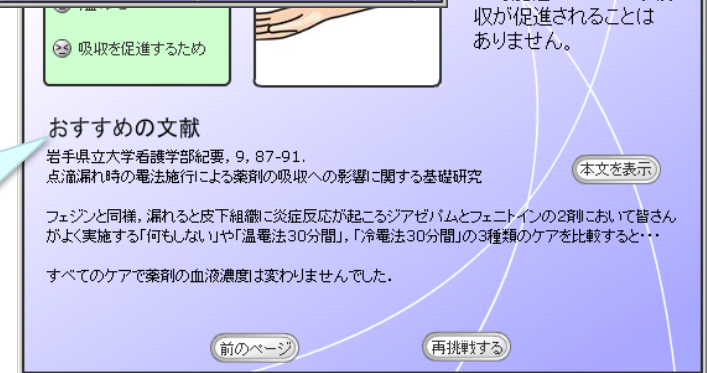 収が促進されることは
ありません。
吸収を促進するため
おすすめの文献
岩手県立大学看護学部紀要, 9, 87-91.
点滴漏れ時の罨法施行による薬剤の吸収への影響に関する基礎研究
本文を表示
フェジンと同様, 漏れると皮下組織に炎症反応が起こるジアゼパムとフェニトインの2剤において皆さん
がよく実施する「何もしない」や「温罨法30分間」, 「冷罨法30分間」の3種類のケアを比較すると・・・
すべてのケアで薬剤の血液濃度は変わりませんでした.
前のページ
再挑戦する